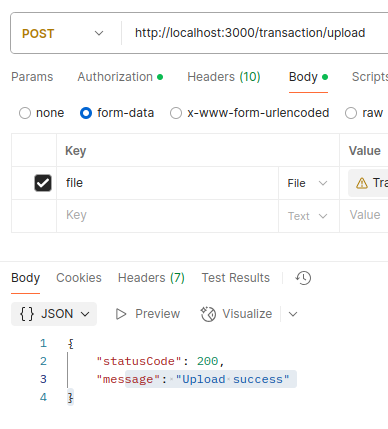 POST http://localhost:3000/transaction/upload
Params Authorization Headers (10) Body Scripts
none form-data x-www-form-urlencoded raw
Key Value
file File Tra
Key Text Value
Body Cookies Headers (7) Test Results
{} JSON Preview Visualize
1 {
2 "statusCode": 200,
3 "message": "Upload success"
4 }